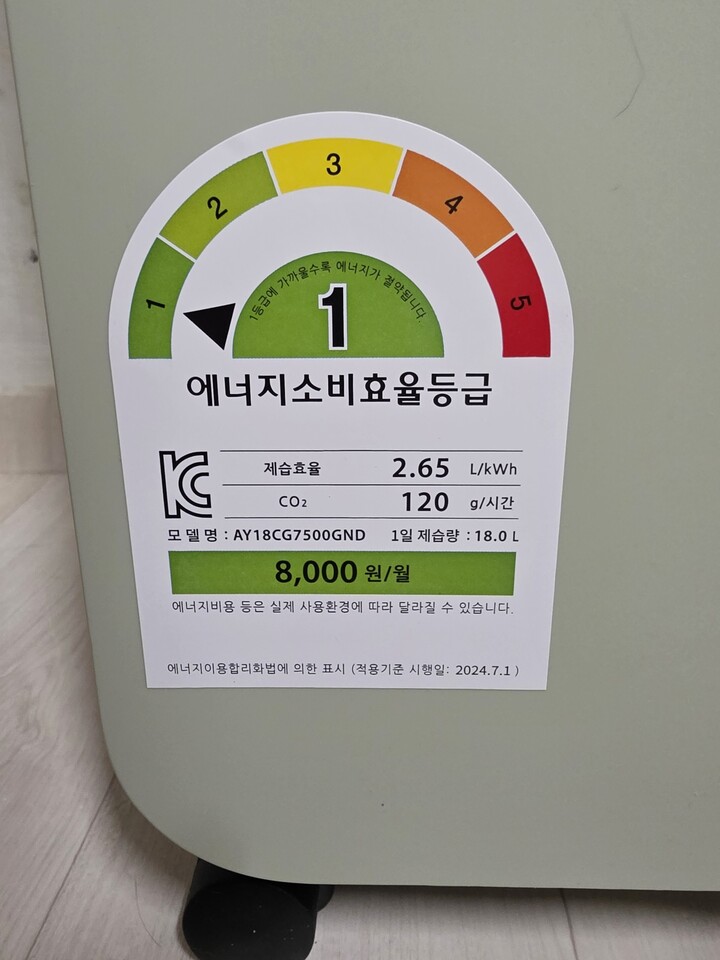 3
2
4
1
5
1등급에 가까울수록 에너지가 절약됩니다.
1
에너지소비효율등급
제습효율 2.65 L/kWh
CO₂ 120 g/시간
모델명 : AY18CG7500GND 1일 제습량 : 18.0 L
8,000 원/월
에너지비용 등은 실제 사용환경에 따라 달라질 수 있습니다.
에너지이용합리화법에 의한 표시 (적용기준 시행일: 2024.7.1 )